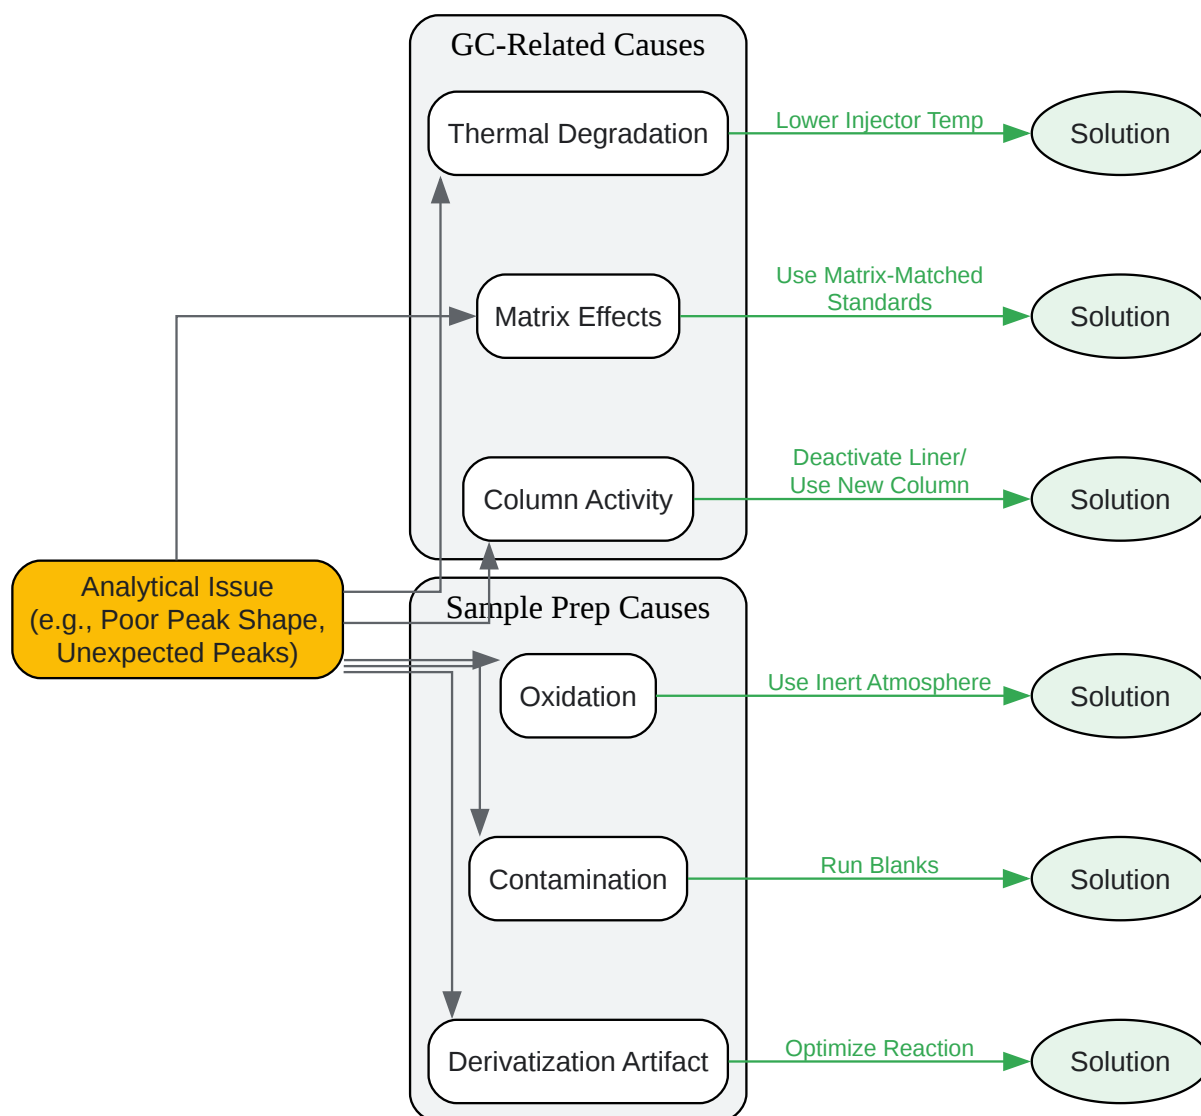 GC-Related Causes
Thermal Degradation
Lower Injector Temp
Solution
Matrix Effects
Use Matrix-Matched
Standards
Solution
Column Activity
Deactivate Liner/
Use New Column
Solution
Analytical Issue
(e.g., Poor Peak Shape,
Unexpected Peaks)
Sample Prep Causes
Oxidation
Use Inert Atmosphere
Solution
Contamination
Run Blanks
Solution
Derivatization Artifact
Optimize Reaction
Solution